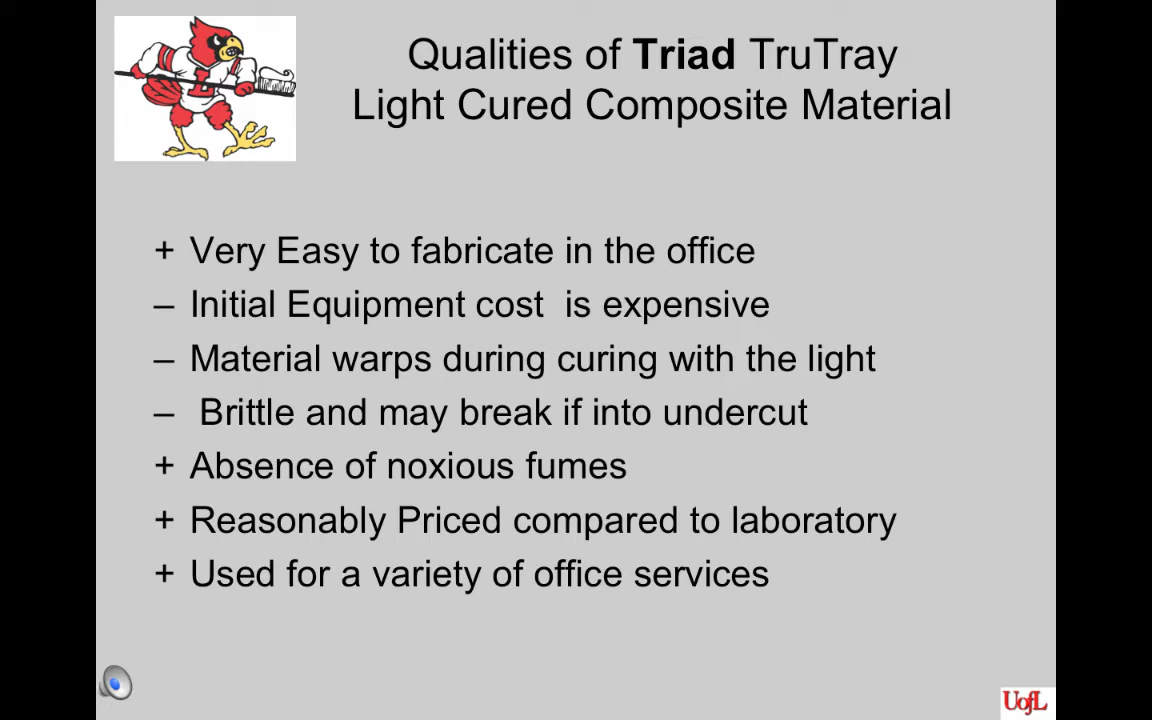 Qualities of Triad TruTray
Light Cured Composite Material
+ Very Easy to fabricate in the office
– Initial Equipment cost  is expensive
– Material warps during curing with the light
–  Brittle and may break if into undercut
+ Absence of noxious fumes
+ Reasonably Priced compared to laboratory
+ Used for a variety of office services
UofL